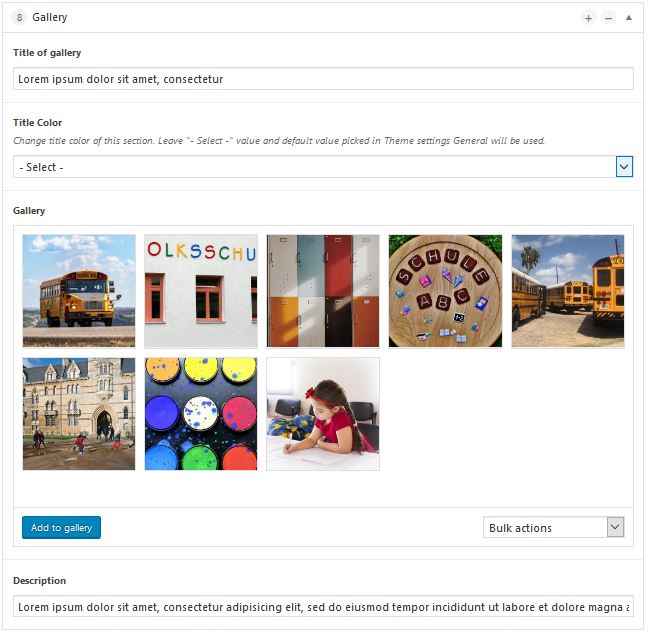 8 Gallery
Title of gallery
Lorem ipsum dolor sit amet, consectetur
Title Color
Change title color of this section. Leave "- Select -" value and default value picked in Theme settings General will be used.
- Select -
Gallery
SCHOOL BUS
OLKSSCHU
SCHULE
ABC
Add to gallery
Bulk actions
Description
Lorem ipsum dolor sit amet, consectetur adipisicing elit, sed do eiusmod tempor incididunt ut labore et dolore magna a